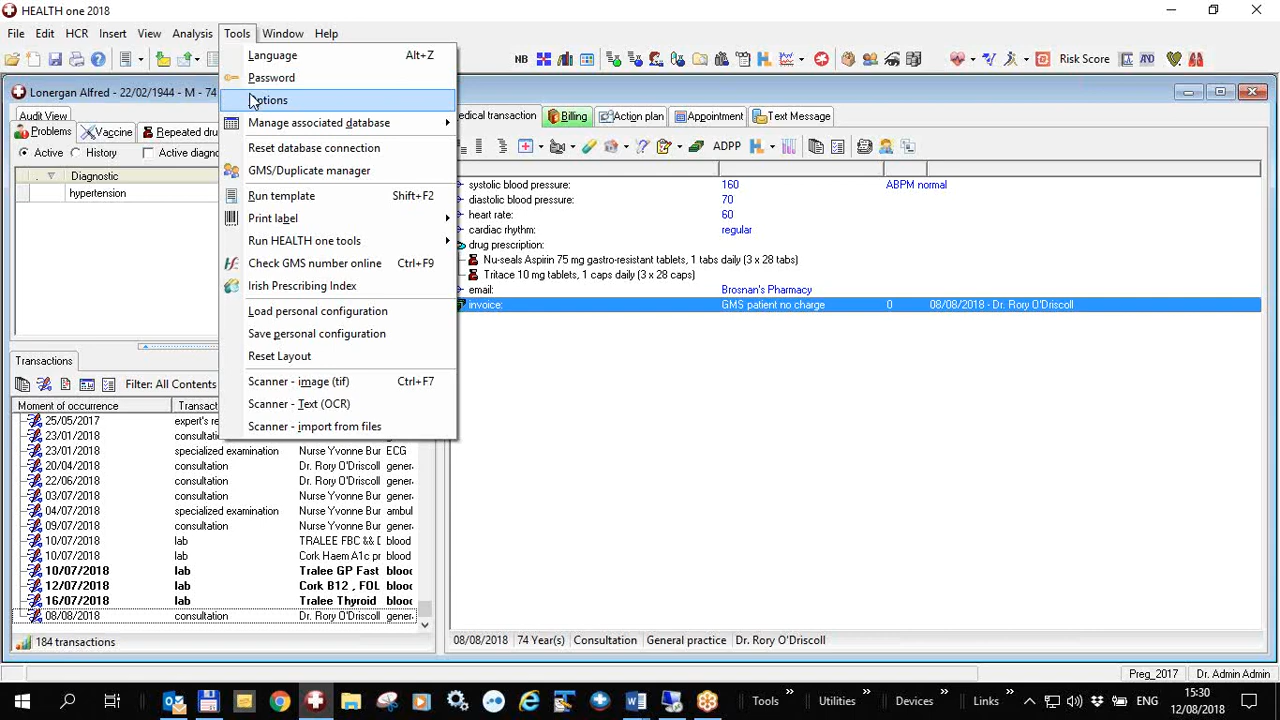 HEALTH one 2018
File Edit HCR Insert View Analysis Tools Window Help
NB Risk Score
Lonergan Alfred - 22/02/1944 - M - 74
Audit View
Problems Vaccine Repeated dru
Active History Active diagno
. Diagnostic
hypertension
Language Alt+Z
Password
Options
Manage associated database
Reset database connection
GMS/Duplicate manager
Run template Shift+F2
Print label
Run HEALTH one tools
Check GMS number online Ctrl+F9
Irish Prescribing Index
Load personal configuration
Save personal configuration
Reset Layout
Scanner - image (tif) Ctrl+F7
Scanner - Text (OCR)
Scanner - import from files
edical transaction Billing Action plan Appointment Text Message
ADPP
systolic blood pressure: 160 ABPM normal
diastolic blood pressure: 70
heart rate: 60
cardiac rhythm: regular
drug prescription:
Nu-seals Aspirin 75 mg gastro-resistant tablets, 1 tabs daily (3 x 28 tabs)
Tritace 10 mg tablets, 1 caps daily (3 x 28 caps)
email: Brosnan's Pharmacy
invoice: GMS patient no charge 0 08/08/2018 - Dr. Rory O'Driscoll
Transactions
Filter: All Contents
Moment of occurrence Transac
25/05/2017 expert's re
23/01/2018 consultati
23/01/2018 specialized examination Nurse Yvonne Bur ECG
20/04/2018 consultation Dr. Rory O'Driscoll gener
22/06/2018 consultation Dr. Rory O'Driscoll gener
03/07/2018 consultation Nurse Yvonne Bur gener
04/07/2018 specialized examination Nurse Yvonne Bur ambul
09/07/2018 consultation Nurse Yvonne Bur gener
10/07/2018 lab TRALEE FBC && D blood
10/07/2018 lab Cork Haem A1c pr blood
10/07/2018 lab Tralee GP Fast blood
12/07/2018 lab Cork B12 , FOL blood
16/07/2018 lab Tralee Thyroid blood
08/08/2018 consultation Dr. Rory O'Driscoll gener
184 transactions
08/08/2018 74 Year(s) Consultation General practice Dr. Rory O'Driscoll
Preg_2017 Dr. Admin Admin
Tools Utilities Devices Links ENG
15:30
12/08/2018